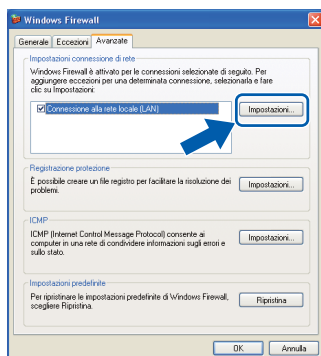 Windows Firewall
Generale Eccezioni Avanzate
Impostazioni connessione di rete
Windows Firewall è attivato per le connessioni selezionate di seguito. Per
aggiungere eccezioni per una determinata connessione, selezionarla e fare
clic su Impostazioni:
Connessione alla rete locale (LAN)
Impostazioni...
Registrazione protezione
È possibile creare un file registro per facilitare la risoluzione dei
problemi.
Impostazioni...
ICMP
ICMP (Internet Control Message Protocol) consente ai
computer in una rete di condividere informazioni sugli errori e
sullo stato.
Impostazioni...
Impostazioni predefinite
Per ripristinare le impostazioni predefinite di Windows Firewall,
scegliere Ripristina.
Ripristina
OK Annulla